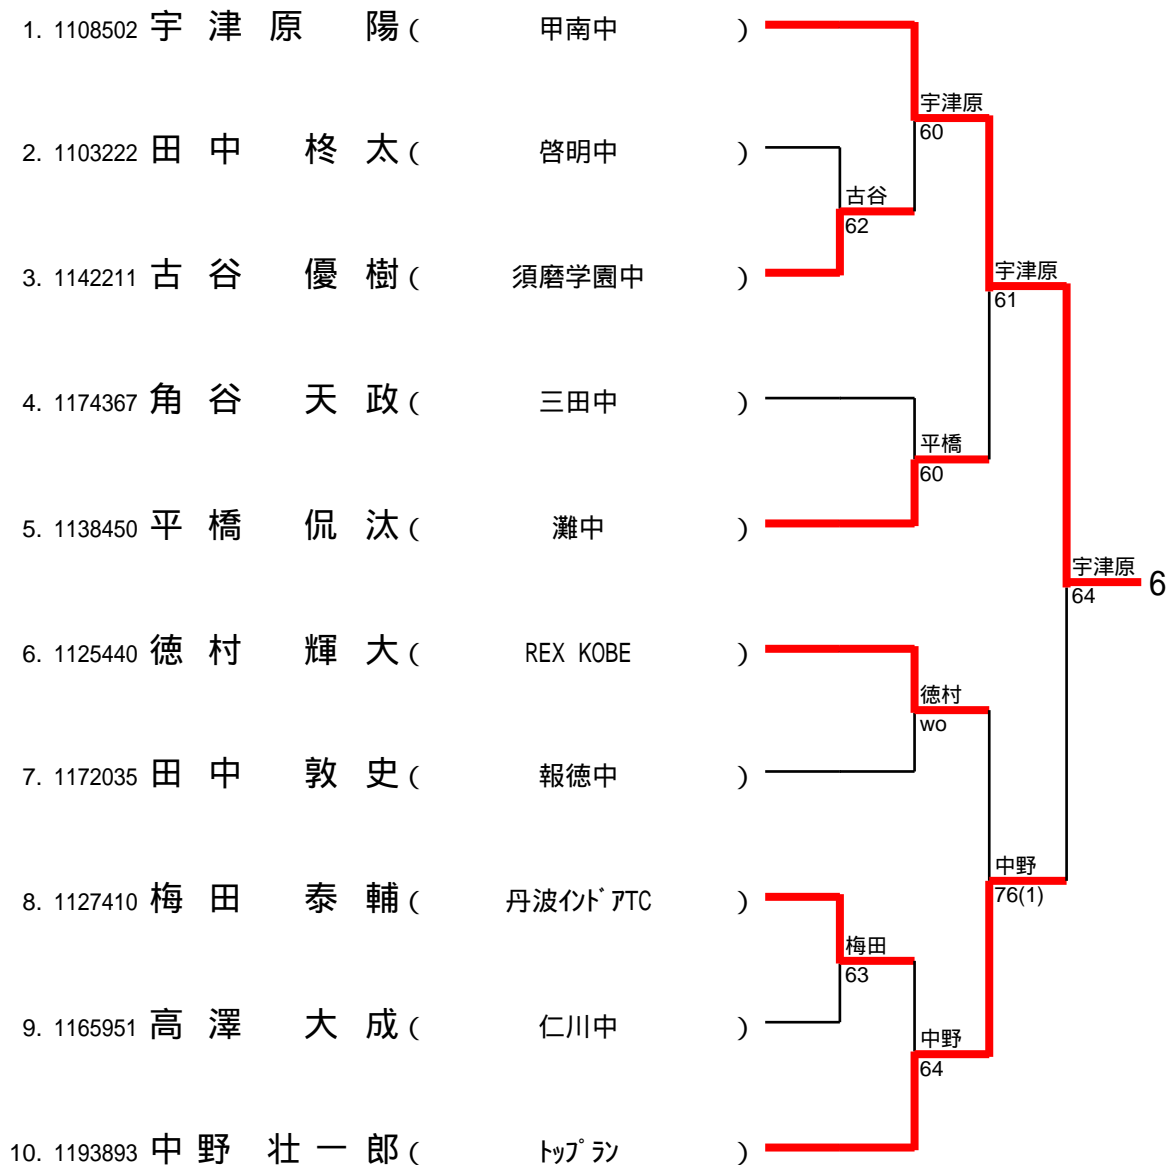 1. 1108502 宇津原 陽 ( 甲南中 )
宇津原
60
2. 1103222 田中 柊太 ( 啓明中 )
古谷
62
3. 1142211 古谷 優樹 ( 須磨学園中 )
宇津原
61
4. 1174367 角谷 天政 ( 三田中 )
平橋
60
5. 1138450 平橋 侃汰 ( 灘中 )
宇津原
64
6
6. 1125440 徳村 輝大 ( REX KOBE )
徳村
wo
7. 1172035 田中 敦史 ( 報徳中 )
中野
76(1)
8. 1127410 梅田 泰輔 ( 丹波ｲﾝﾄﾞｱTC )
梅田
63
9. 1165951 高澤 大成 ( 仁川中 )
中野
64
10. 1193893 中野 壮一郎 ( ﾄｯﾌﾟﾗﾝ )